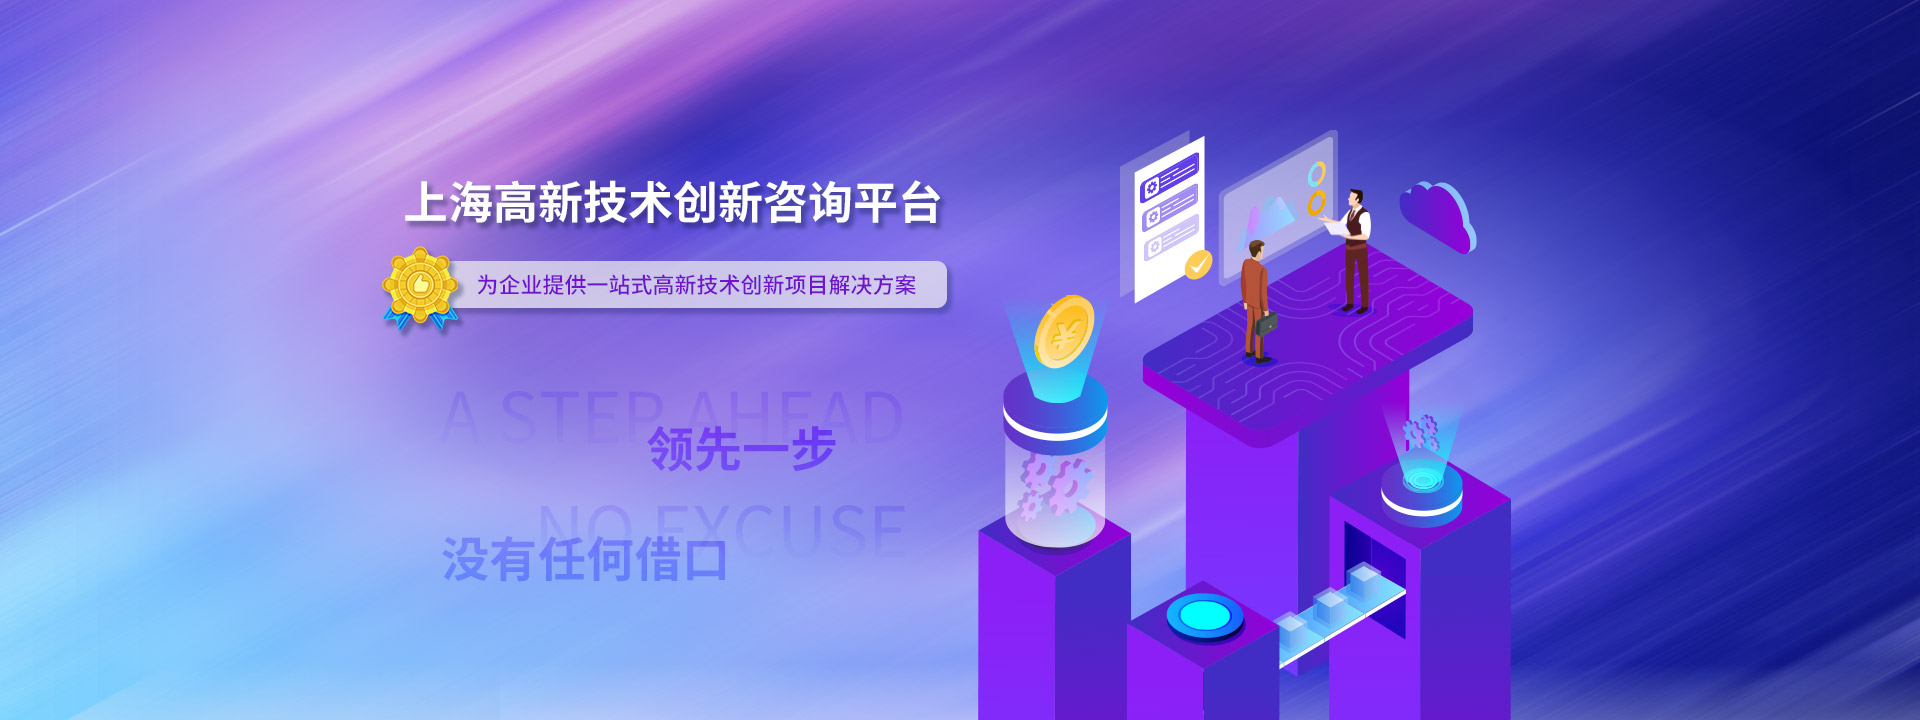 上海高新技术创新咨询平台
为企业提供一站式高新技术创新项目解决方案
A STEP AHEAD
领先一步
NO EXCUSE
没有任何借口
¥